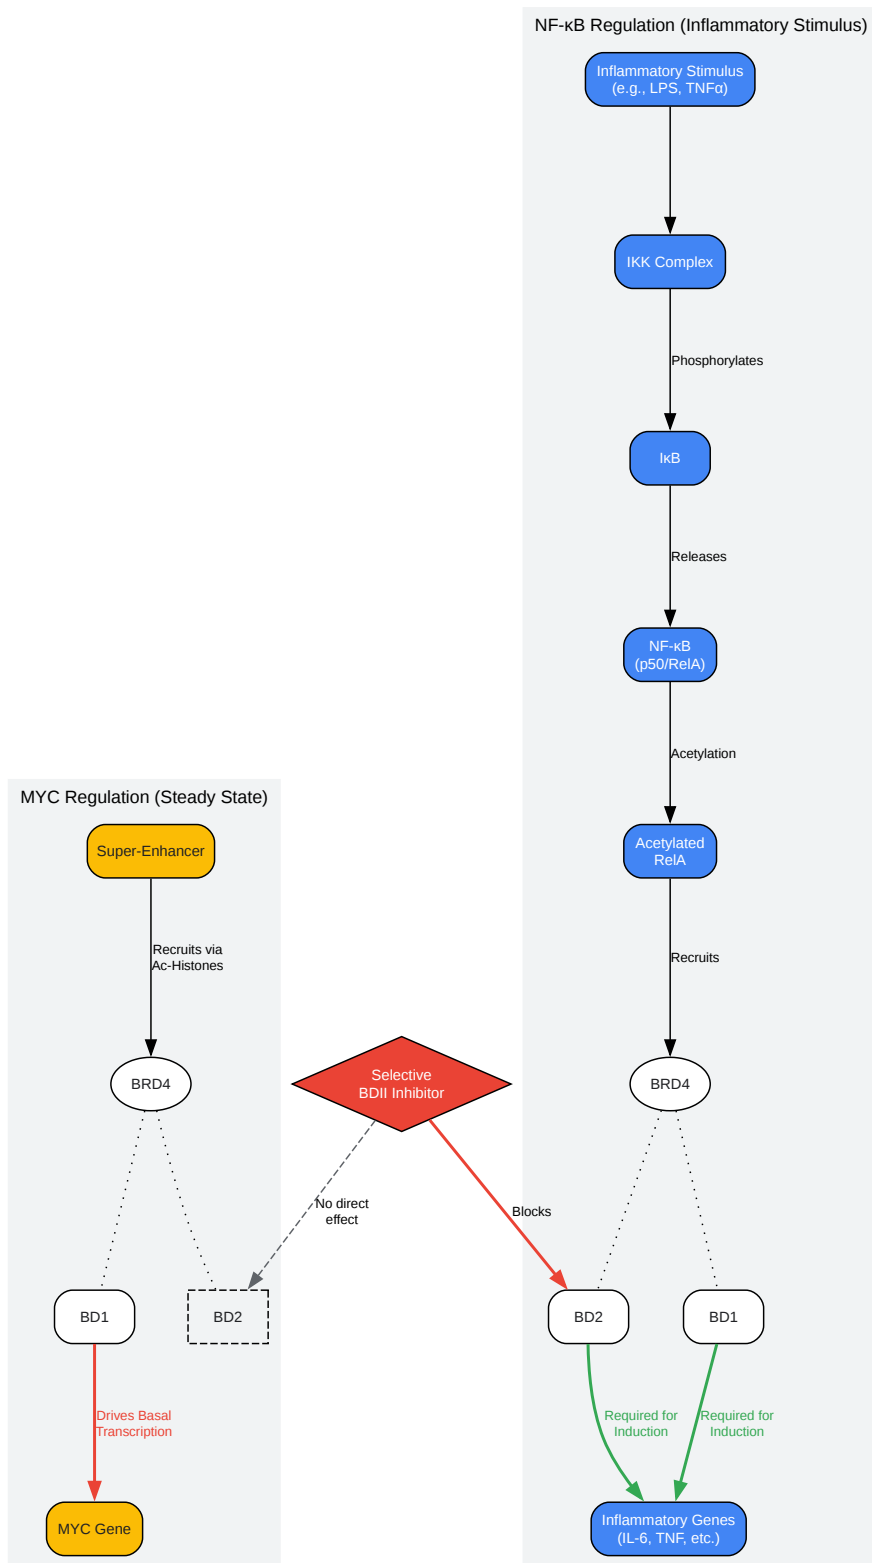 NF-κB Regulation (Inflammatory Stimulus)
Inflammatory Stimulus
(e.g., LPS, TNFα)
IKK Complex
Phosphorylates
IκB
Releases
NF-κB
(p50/RelA)
Acetylation
Acetylated
RelA
Recruits
BRD4
BD2
BD1
Required for
Induction
Required for
Induction
Inflammatory Genes
(IL-6, TNF, etc.)
MYC Regulation (Steady State)
Super-Enhancer
Recruits via
Ac-Histones
BRD4
BD1
BD2
Drives Basal
Transcription
MYC Gene
Selective
BDII Inhibitor
No direct
effect
Blocks